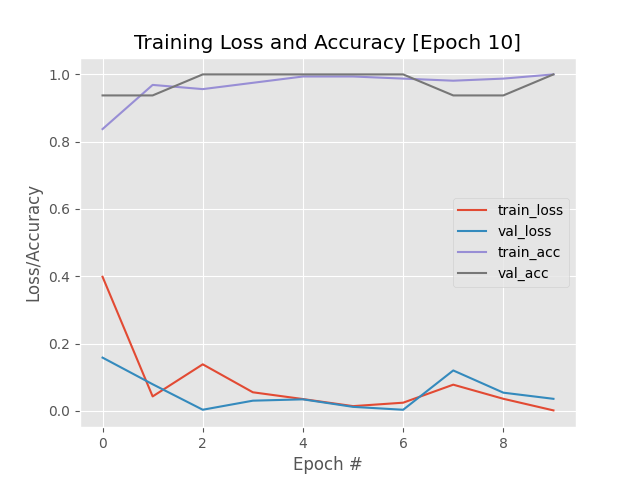 Training Loss and Accuracy [Epoch 10]
1.0
0.8
0.6
0.4
0.2
0.0
Loss/Accuracy
train_loss
val_loss
train_acc
val_acc
0 2 4 6 8
Epoch #